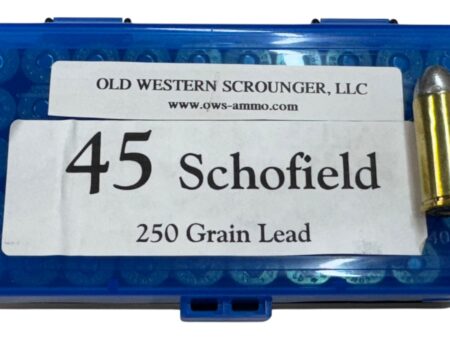 OLD WESTERN SCROUNGER, LLC
www.ows-ammo.com
45 Schofield
250 Grain Lead